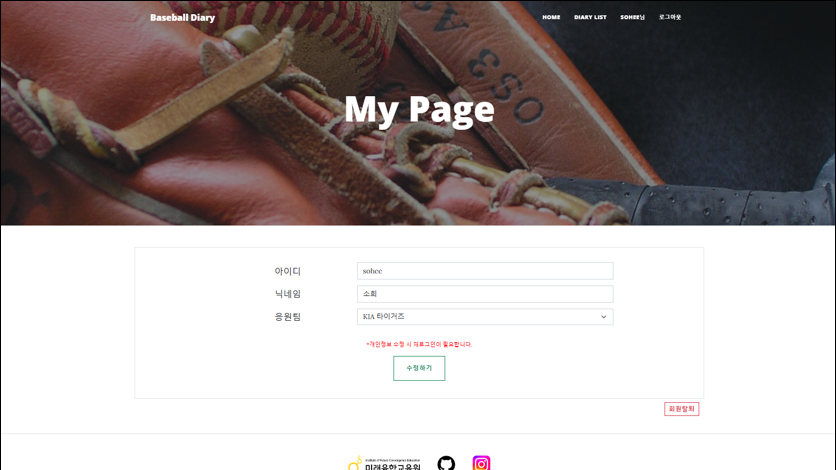 Baseball Diary
HOME DIARY LIST SOHEE님 로그아웃
My Page
아이디 sohee
닉네임 소희
응원팀 KIA 타이거즈
*개인정보 수정 시 재로그인이 필요합니다.
수정하기
회원탈퇴
미래융합교육원